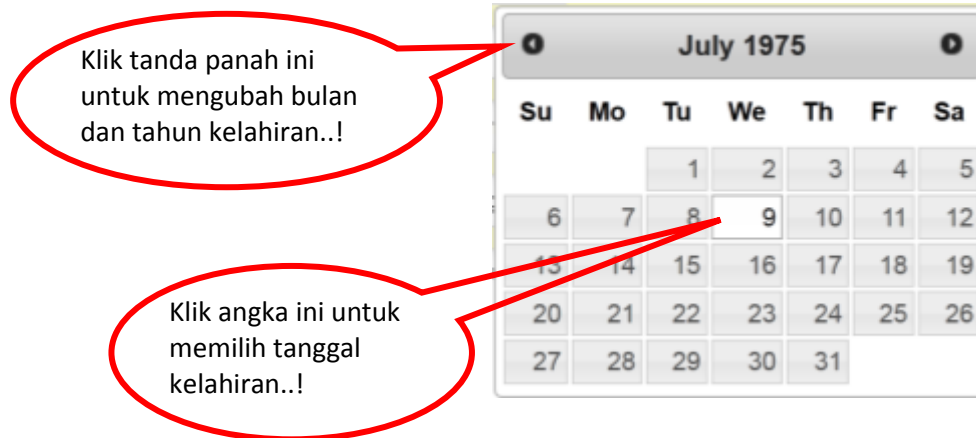 Klik tanda panah ini
untuk mengubah bulan
dan tahun kelahiran..!
July 1975
Su Mo Tu We Th Fr Sa
1 2 3 4 5
6 7 8 9 10 11 12
13 14 15 16 17 18 19
20 21 22 23 24 25 26
27 28 29 30 31
Klik angka ini untuk
memilih tanggal
kelahiran..!